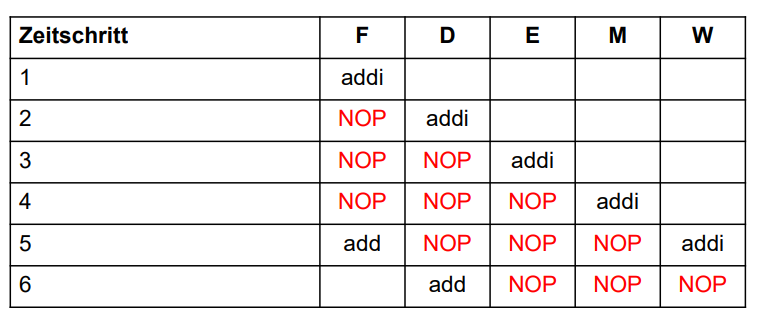 Zeitschritt F D E M W
1 addi
2 NOP addi
3 NOP NOP addi
4 NOP NOP NOP addi
5 add NOP NOP NOP addi
6 add NOP NOP NOP